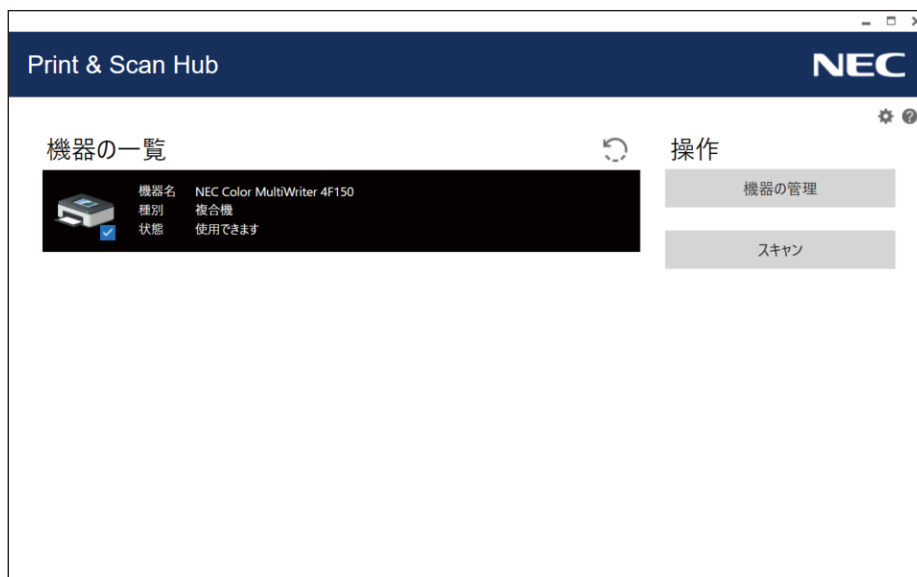 Print & Scan Hub
NEC
機器の一覧
機器名 NEC Color MultiWriter 4F150
種別 複合機
状態 使用できます
操作
機器の管理
スキャン